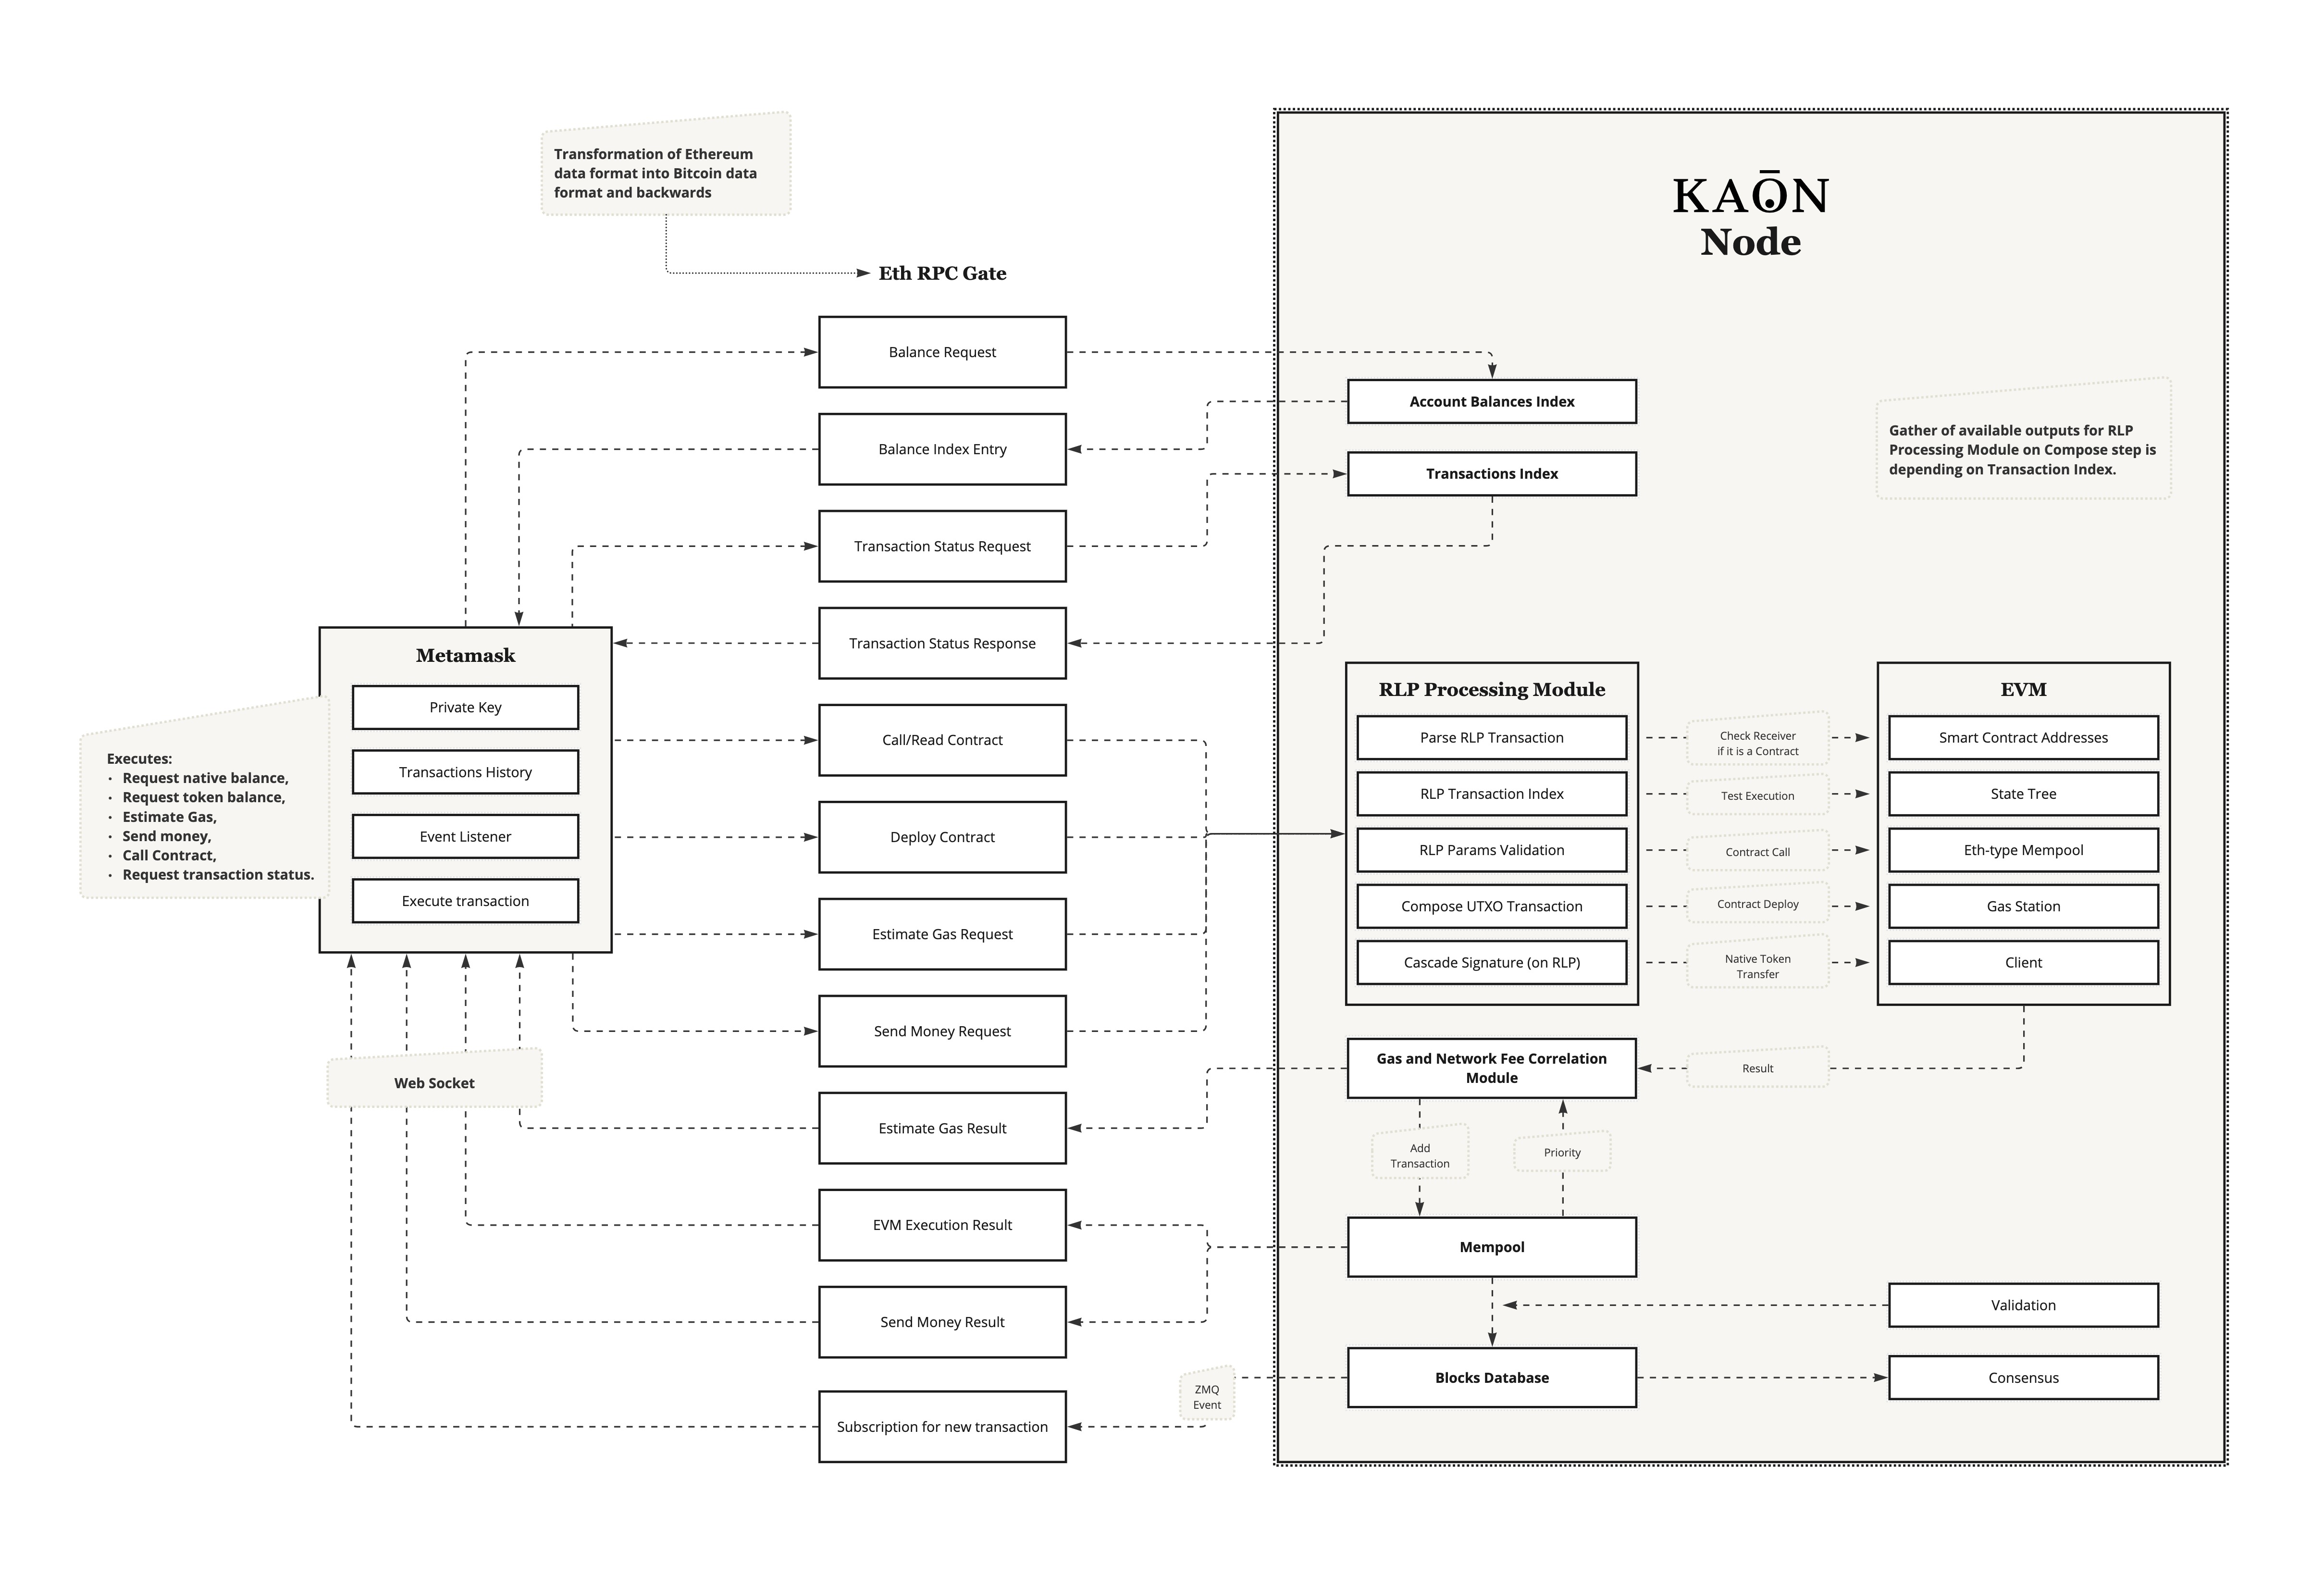 Transformation of Ethereum
data format into Bitcoin data
format and backwards
Eth RPC Gate
KAŌN
Node
Balance Request
Balance Index Entry
Transaction Status Request
Transaction Status Response
Call/Read Contract
Deploy Contract
Estimate Gas Request
Send Money Request
Estimate Gas Result
EVM Execution Result
Send Money Result
Subscription for new transaction
Metamask
Private Key
Transactions History
Event Listener
Execute transaction
Executes:
· Request native balance,
· Request token balance,
· Estimate Gas,
· Send money,
· Call Contract,
· Request transaction status.
Web Socket
Account Balances Index
Transactions Index
Gather of available outputs for RLP
Processing Module on Compose step is
depending on Transaction Index.
RLP Processing Module
Parse RLP Transaction
RLP Transaction Index
RLP Params Validation
Compose UTXO Transaction
Cascade Signature (on RLP)
Check Receiver
if it is a Contract
Test Execution
Contract Call
Contract Deploy
Native Token
Transfer
EVM
Smart Contract Addresses
State Tree
Eth-type Mempool
Gas Station
Client
Gas and Network Fee Correlation
Module
Result
Add
Transaction
Priority
Mempool
Validation
Blocks Database
Consensus
ZMQ
Event